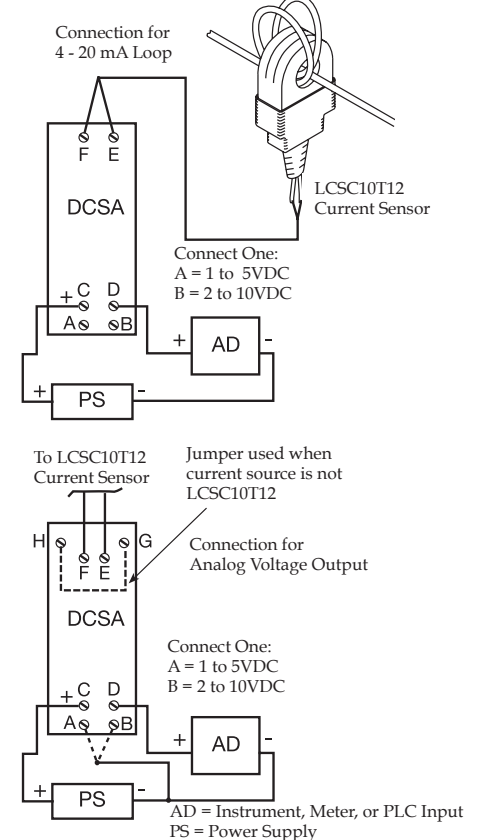 Connection for
4 - 20 mA Loop
F E
DCSA
LCSC10T12
Current Sensor
Connect One:
A = 1 to 5VDC
B = 2 to 10VDC
+ C D
A B
+ AD -
+ PS -
To LCSC10T12
Current Sensor
Jumper used when
current source is not
LCSC10T12
H G
F E
Connection for
Analog Voltage Output
DCSA
Connect One:
A = 1 to 5VDC
B = 2 to 10VDC
+ C D
A B
+ AD -
+ PS -
AD = Instrument, Meter, or PLC Input
PS = Power Supply